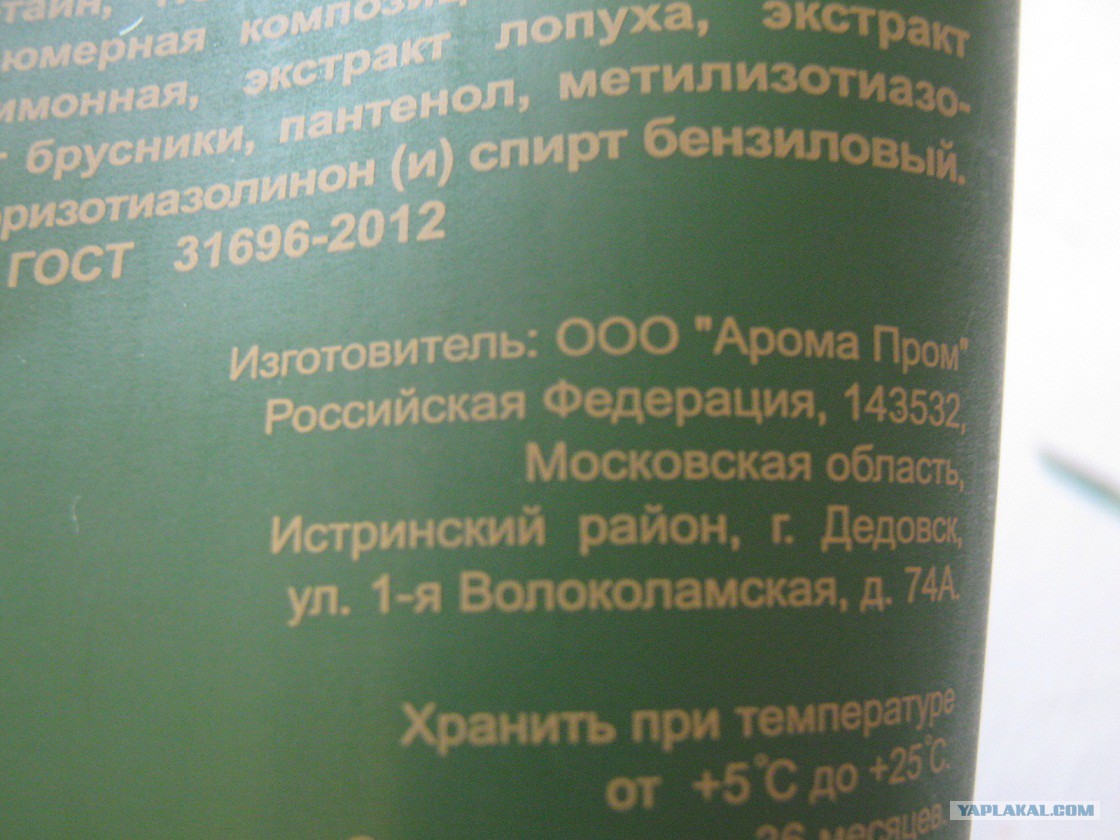 юмерная
имонная, экстракт лопуха, экстракт
брусники, пантенол, метилизотиазо-
ризотиазолинон (и) спирт бензиловый.
ГОСТ 31696-2012
Изготовитель: ООО "Арома Пром"
Российская Федерация, 143532,
Московская область,
Истринский район, г. Дедовск,
ул. 1-я Волоколамская, д. 74А.
Хранить при температуре
от +5°С до +25°С.
36 месяцев.
YAPLAKAL.COM